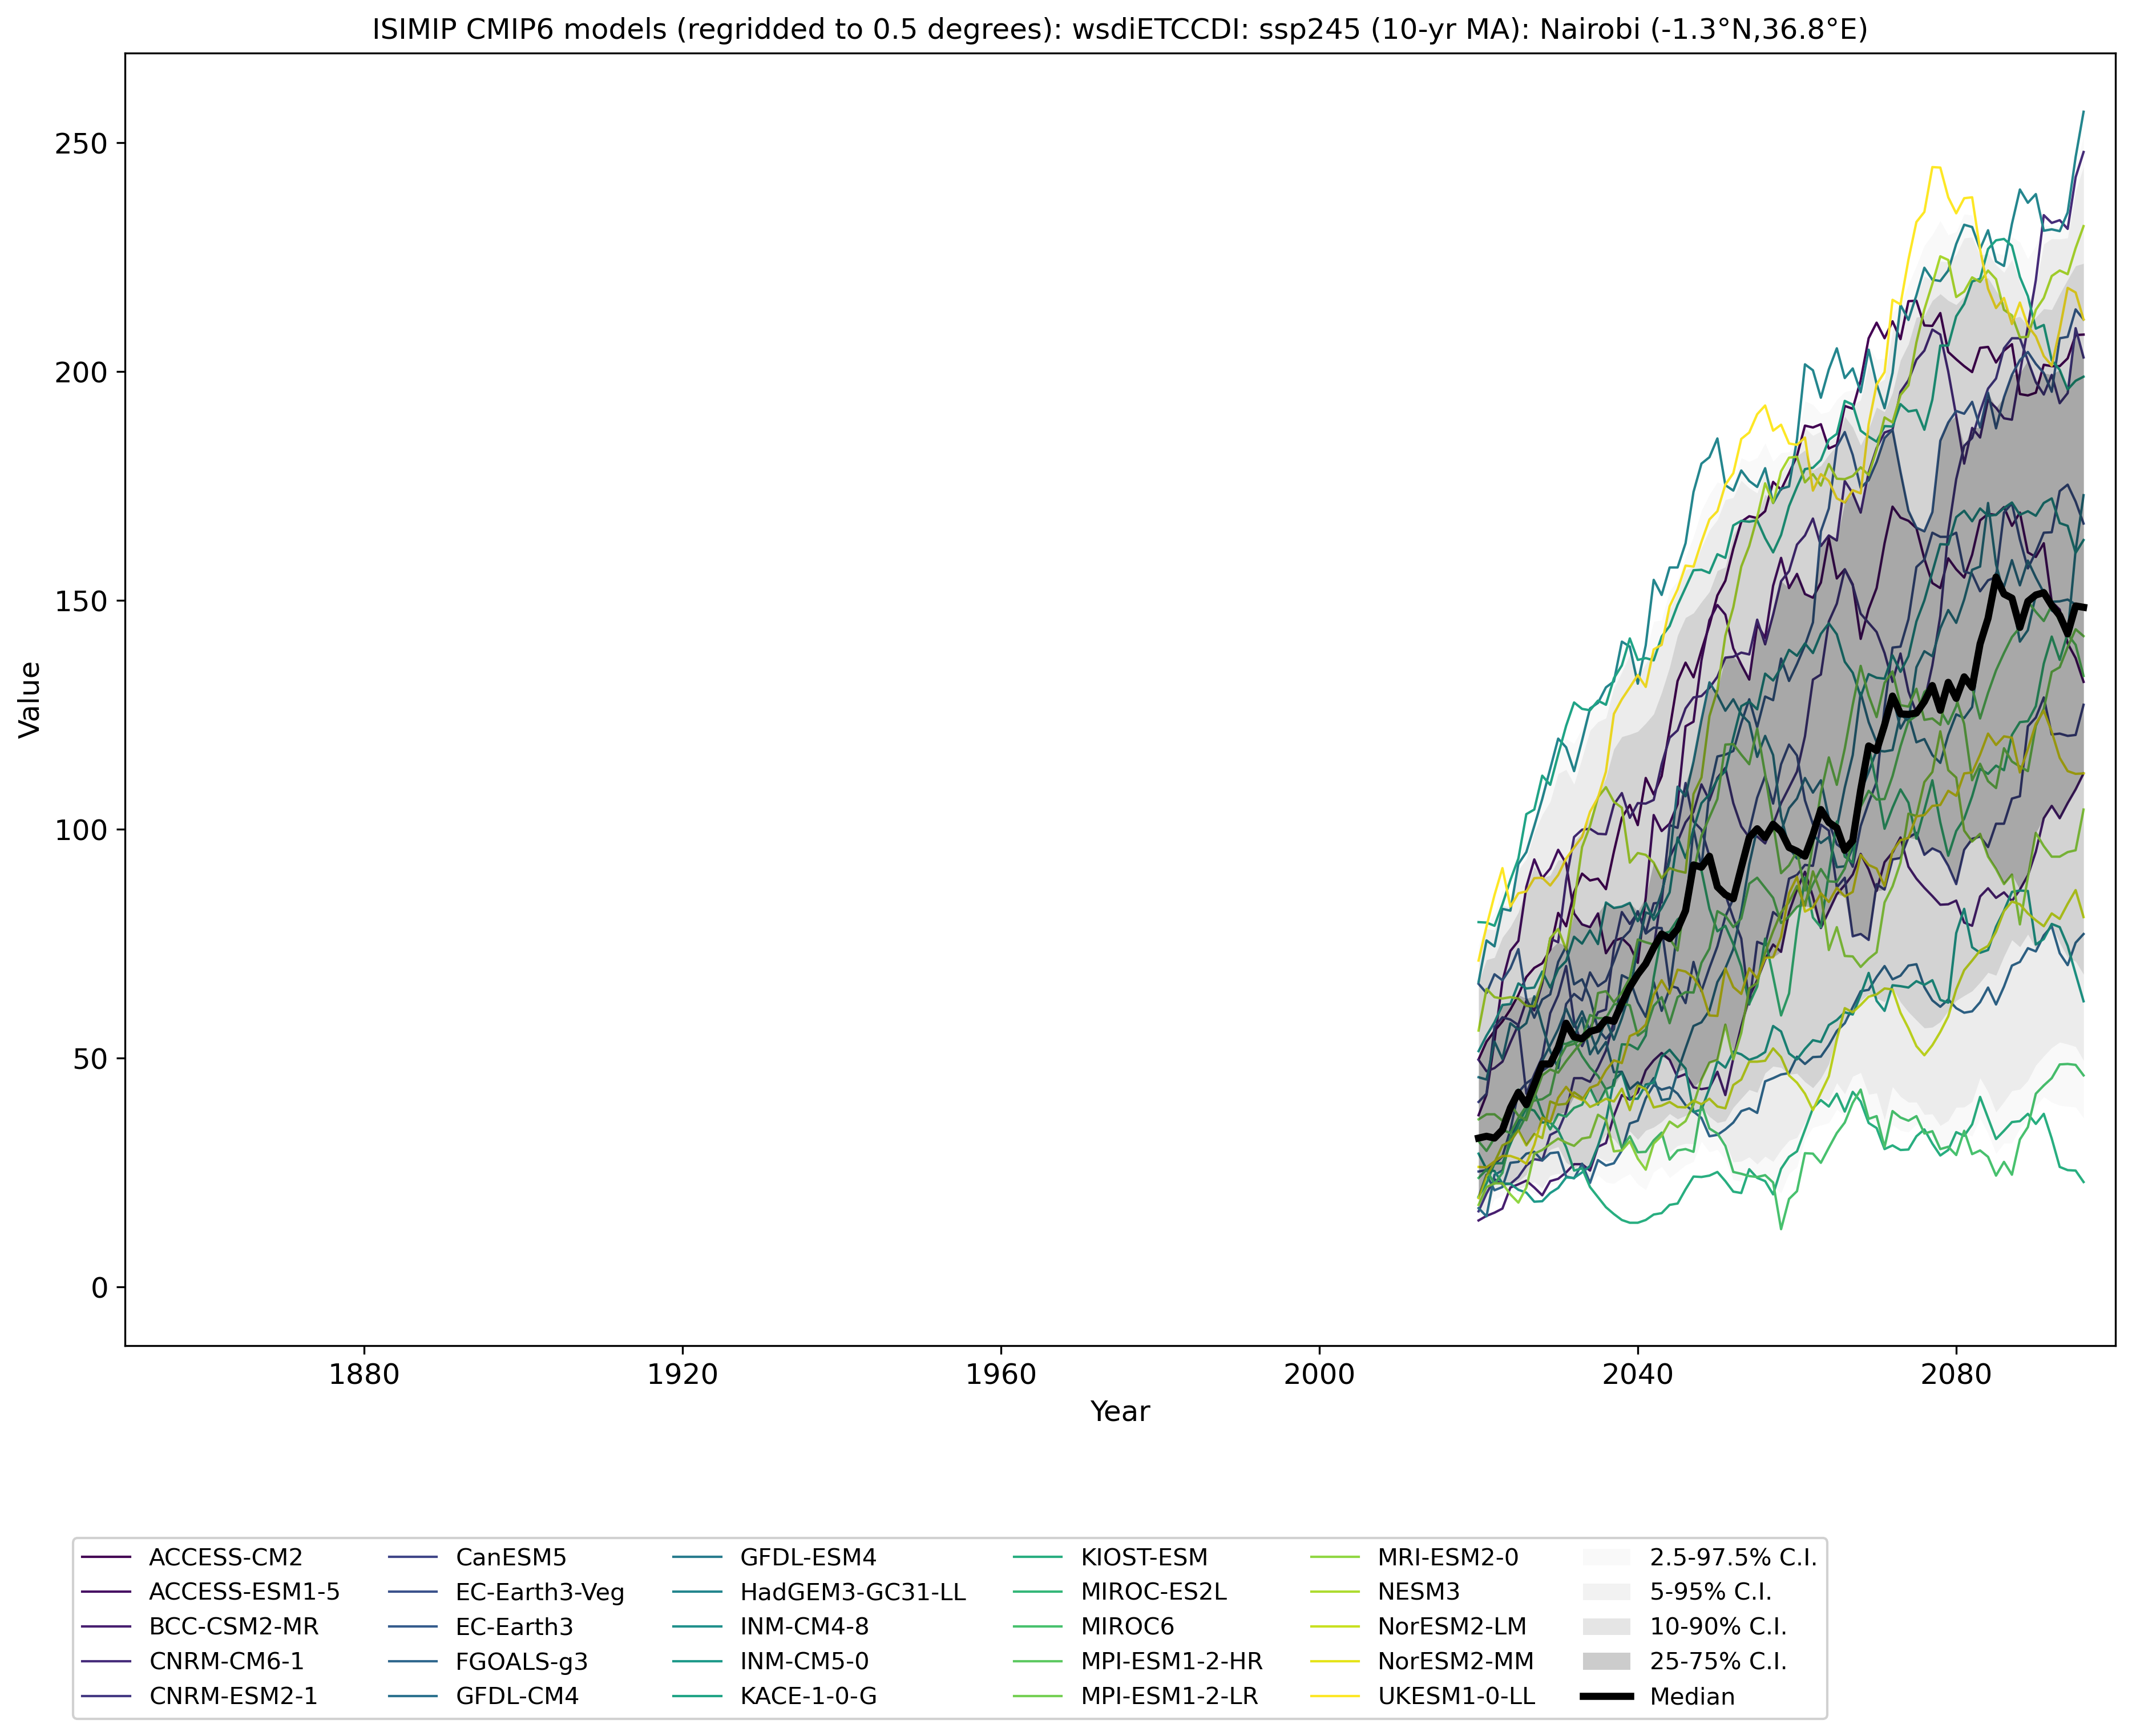 ISIMIP CMIP6 models (regridded to 0.5 degrees): wsdiETCCDI: ssp245 (10-yr MA): Nairobi (-1.3°N,36.8°E)
250
200
150
100
50
0
Value
1880
1920
1960
2000
2040
2080
Year
ACCESS-CM2
ACCESS-ESM1-5
BCC-CSM2-MR
CNRM-CM6-1
CNRM-ESM2-1
CanESM5
EC-Earth3-Veg
EC-Earth3
FGOALS-g3
GFDL-CM4
GFDL-ESM4
HadGEM3-GC31-LL
INM-CM4-8
INM-CM5-0
KACE-1-0-G
KIOST-ESM
MIROC-ES2L
MIROC6
MPI-ESM1-2-HR
MPI-ESM1-2-LR
MRI-ESM2-0
NESM3
NorESM2-LM
NorESM2-MM
UKESM1-0-LL
2.5-97.5% C.I.
5-95% C.I.
10-90% C.I.
25-75% C.I.
Median